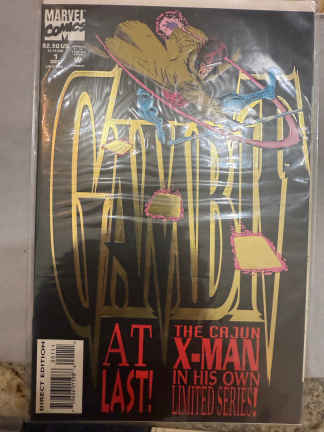 MARVEL
COMICS
$2.50 US
1
GAMBIT
AT
LAST!
THE CAJUN
X-MAN
IN HIS OWN
LIMITED SERIES!
DIRECT EDITION
00111